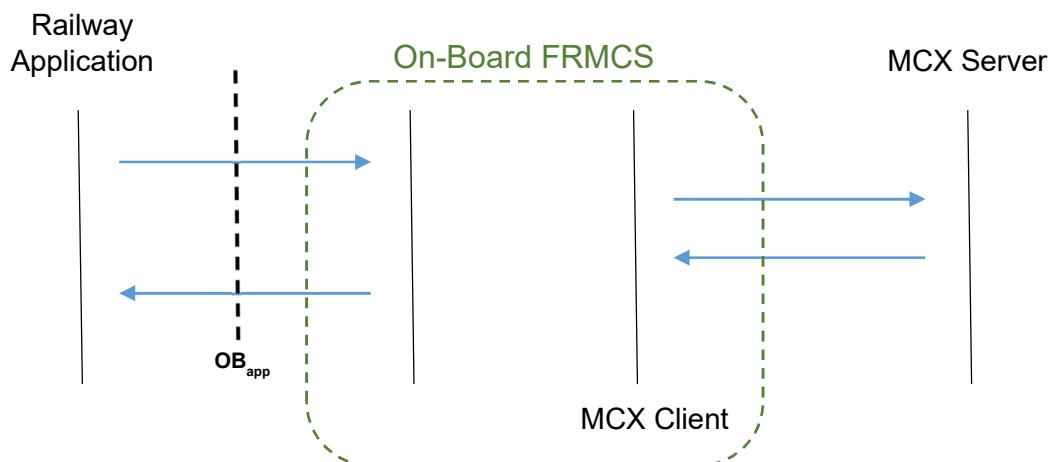 Railway
Application
On-Board FRMCS
MCX Server
OBapp
MCX Client